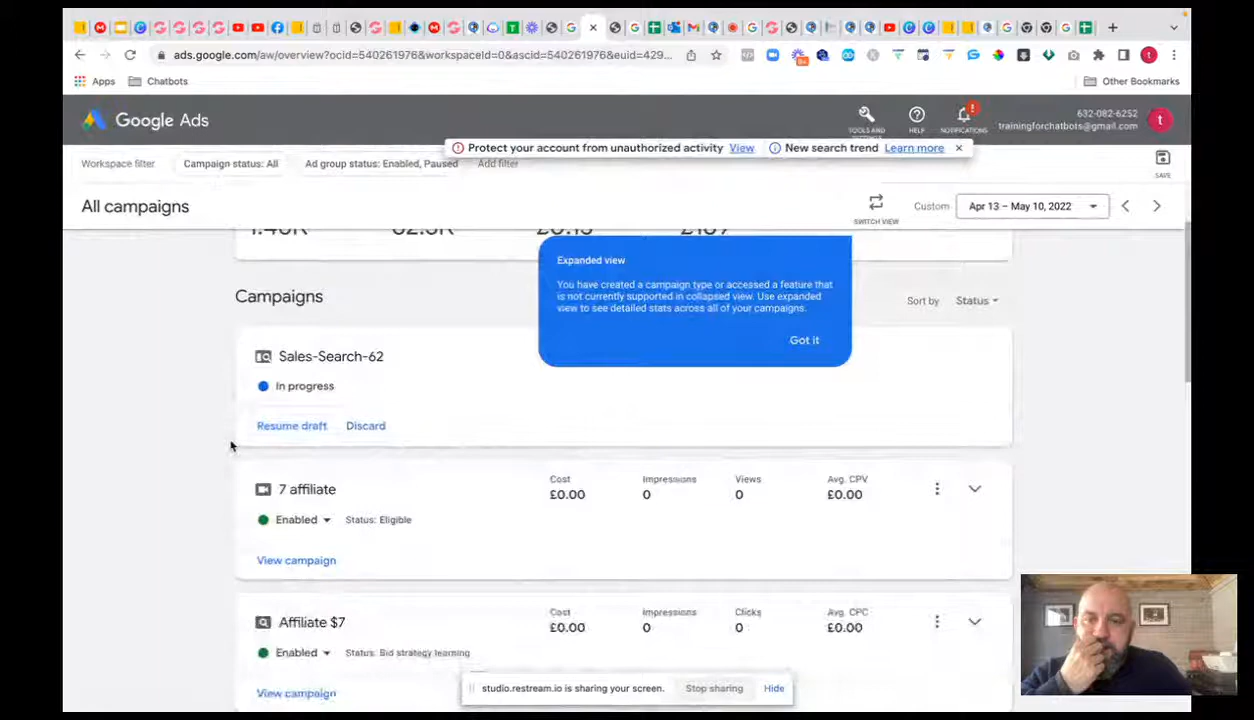 ads.google.com/aw/overview?ocid=540261976&workspaceId=0&ascid=540261976&euid=429...
Apps
Chatbots
Other Bookmarks
Google Ads
TOOLS AND
HELP
NOTIFICATIONS
632-082-6252
trainingforchatbots@gmail.com
t
Protect your account from unauthorized activity View
New search trend Learn more
Workspace filter
Campaign status: All
Ad group status: Enabled, Paused
Add filter
SAVE
All campaigns
SWITCH VIEW
Custom
Apr 13 – May 10, 2022
Expanded view
You have created a campaign type or accessed a feature that
is not currently supported in collapsed view. Use expanded
view to see detailed stats across all of your campaigns.
Got it
Campaigns
Sort by
Status
Sales-Search-62
In progress
Resume draft
Discard
7 affiliate
Cost
Impressions
Views
Avg. CPV
£0.00
0
0
£0.00
Enabled
Status: Eligible
View campaign
Affiliate $7
Cost
Impressions
Clicks
Avg. CPC
£0.00
0
0
£0.00
Enabled
Status: Bid strategy learning
View campaign
studio.restream.io is sharing your screen.
Stop sharing
Hide